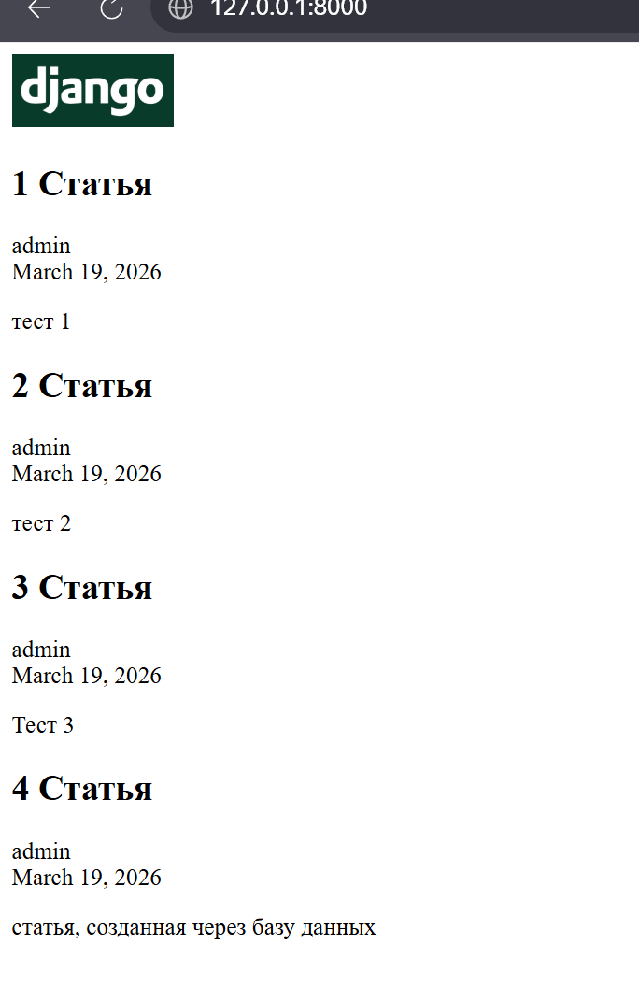 127.0.0.1:8000
django
1 Статья
admin
March 19, 2026
тест 1
2 Статья
admin
March 19, 2026
тест 2
3 Статья
admin
March 19, 2026
Тест 3
4 Статья
admin
March 19, 2026
статья, созданная через базу данных